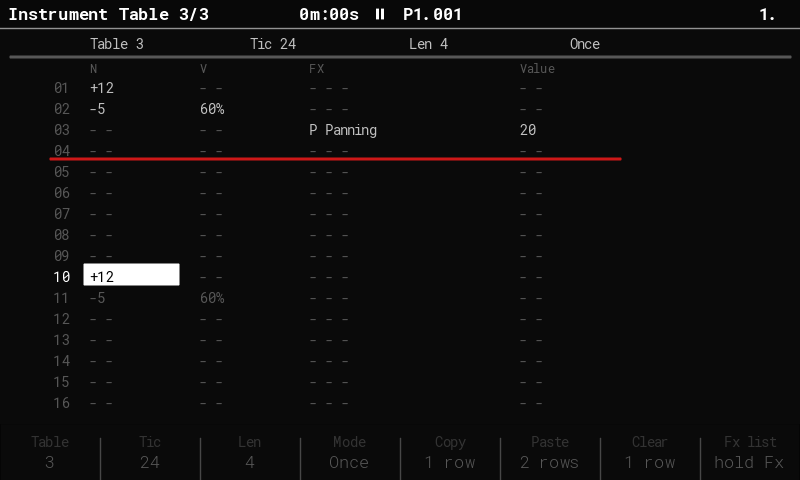 Instrument Table 3/3 0m:00s P1.001 1.
Table 3 Tic 24 Len 4 Once
N V FX Value
01 +12 - - - - - - -
02 -5 60% - - - - -
03 - - - - P Panning 20
04 - - - - - - - - -
05 - - - - - - - - -
06 - - - - - - - - -
07 - - - - - - - - -
08 - - - - - - - - -
09 - - - - - - - - -
10 +12 - - - - - - -
11 -5 60% - - - - -
12 - - - - - - - - -
13 - - - - - - - - -
14 - - - - - - - - -
15 - - - - - - - - -
16 - - - - - - - - -
Table Tic Len Mode Copy Paste Clear Fx list
3 24 4 Once 1 row 2 rows 1 row hold Fx